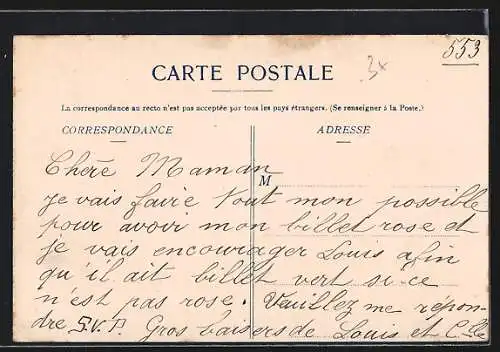 553
3x
CARTE POSTALE
La correspondance au recto n'est pas acceptée par tous les pays étrangers. (Se renseigner à la Poste.)
CORRESPONDANCE
ADRESSE
M
Chère Maman
je vais faire tout mon possible
pour avoir mon billet rose et
je vais encourager Louis afin
qu'il ait billet vert si ce
n'est pas rose. Veuillez me répon-
dre S.V.P. Gros baisers de Louis et C.lle